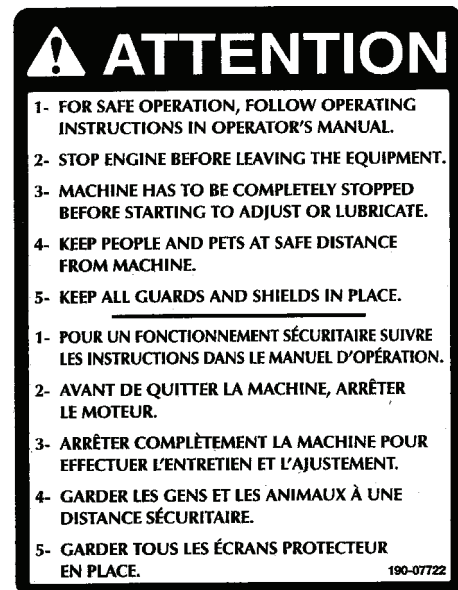 ATTENTION
1- FOR SAFE OPERATION, FOLLOW OPERATING
INSTRUCTIONS IN OPERATOR'S MANUAL.
2- STOP ENGINE BEFORE LEAVING THE EQUIPMENT.
3- MACHINE HAS TO BE COMPLETELY STOPPED
BEFORE STARTING TO ADJUST OR LUBRICATE.
4- KEEP PEOPLE AND PETS AT SAFE DISTANCE
FROM MACHINE.
5- KEEP ALL GUARDS AND SHIELDS IN PLACE.
1- POUR UN FONCTIONNEMENT SÉCURITAIRE SUIVRE
LES INSTRUCTIONS DANS LE MANUEL D'OPÉRATION.
2- AVANT DE QUITTER LA MACHINE, ARRÊTER
LE MOTEUR.
3- ARRÊTER COMPLÈTEMENT LA MACHINE POUR
EFFECTUER L'ENTRETIEN ET L'AJUSTEMENT.
4- GARDER LES GENS ET LES ANIMAUX À UNE
DISTANCE SÉCURITAIRE.
5- GARDER TOUS LES ÉCRANS PROTECTEUR
EN PLACE.
190-07722